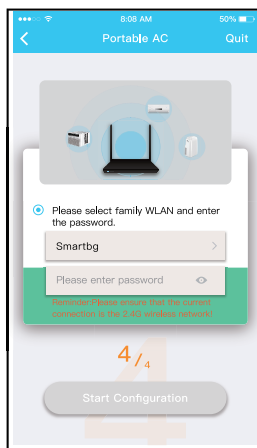 8:08 AM 50%
Portable AC Quit
Please select family WLAN and enter
the password.
Smartbg
Please enter password
Reminder:Please ensure that the current
connection is the 2.4G wireless network!
4/4
4
Start Configuration